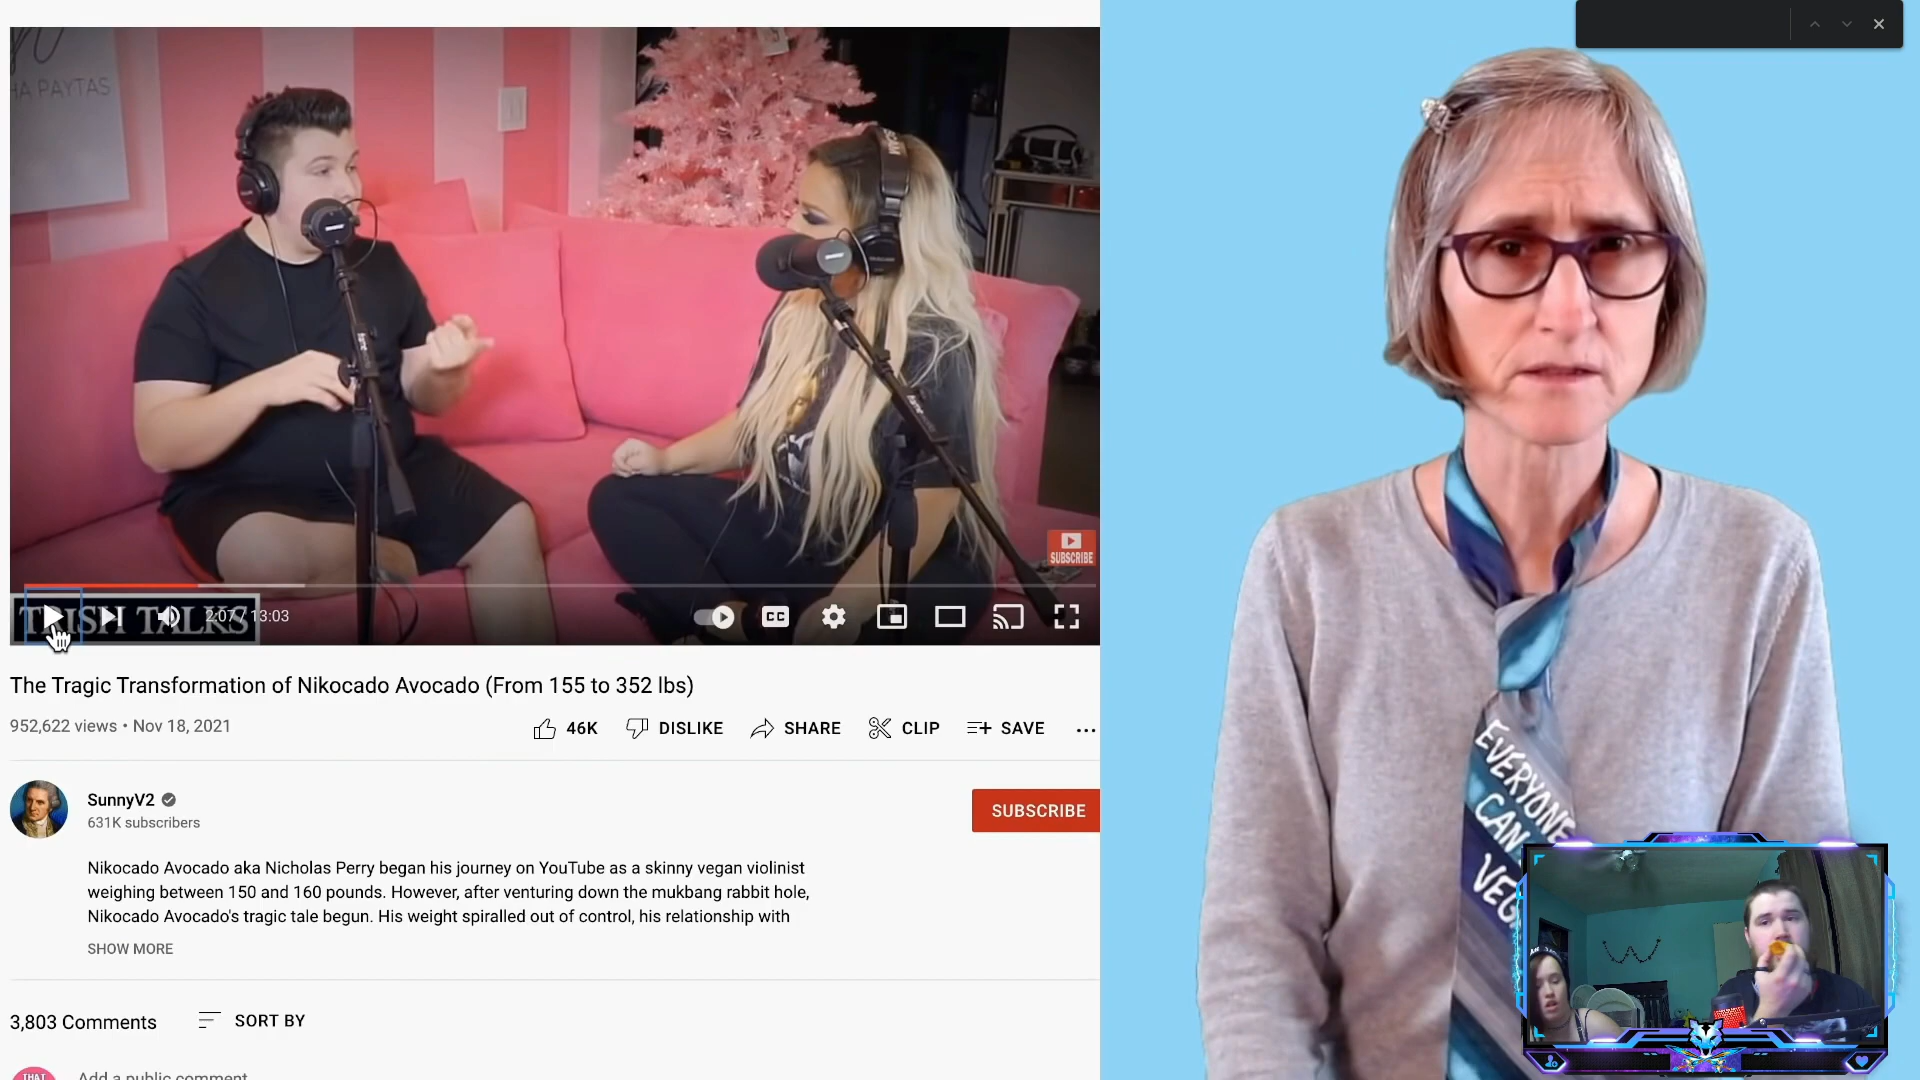 HA PAYTAS
SUBSCRIBE
TRISH TALKS
2:07 / 13:03
CC
The Tragic Transformation of Nikocado Avocado (From 155 to 352 lbs)
952,622 views • Nov 18, 2021
46K
DISLIKE
SHARE
CLIP
SAVE
SunnyV2
631K subscribers
SUBSCRIBE
Nikocado Avocado aka Nicholas Perry began his journey on YouTube as a skinny vegan violinist
weighing between 150 and 160 pounds. However, after venturing down the mukbang rabbit hole,
Nikocado Avocado's tragic tale begun. His weight spiralled out of control, his relationship with
SHOW MORE
3,803 Comments
SORT BY
THAT
Add a public comment
EVERYONE
CAN
VEG